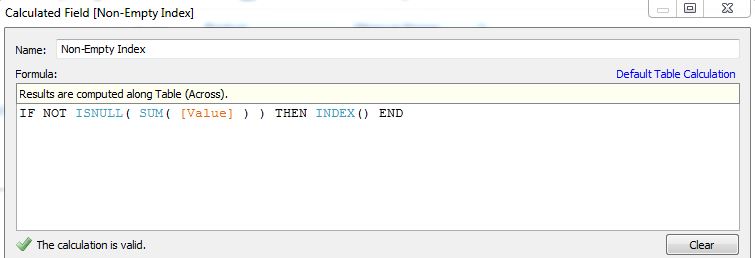 Calculated Field [Non-Empty Index]
Name: Non-Empty Index
Formula: Default Table Calculation
Results are computed along Table (Across).
IF NOT ISNULL( SUM( [Value] ) ) THEN INDEX() END
The calculation is valid. Clear